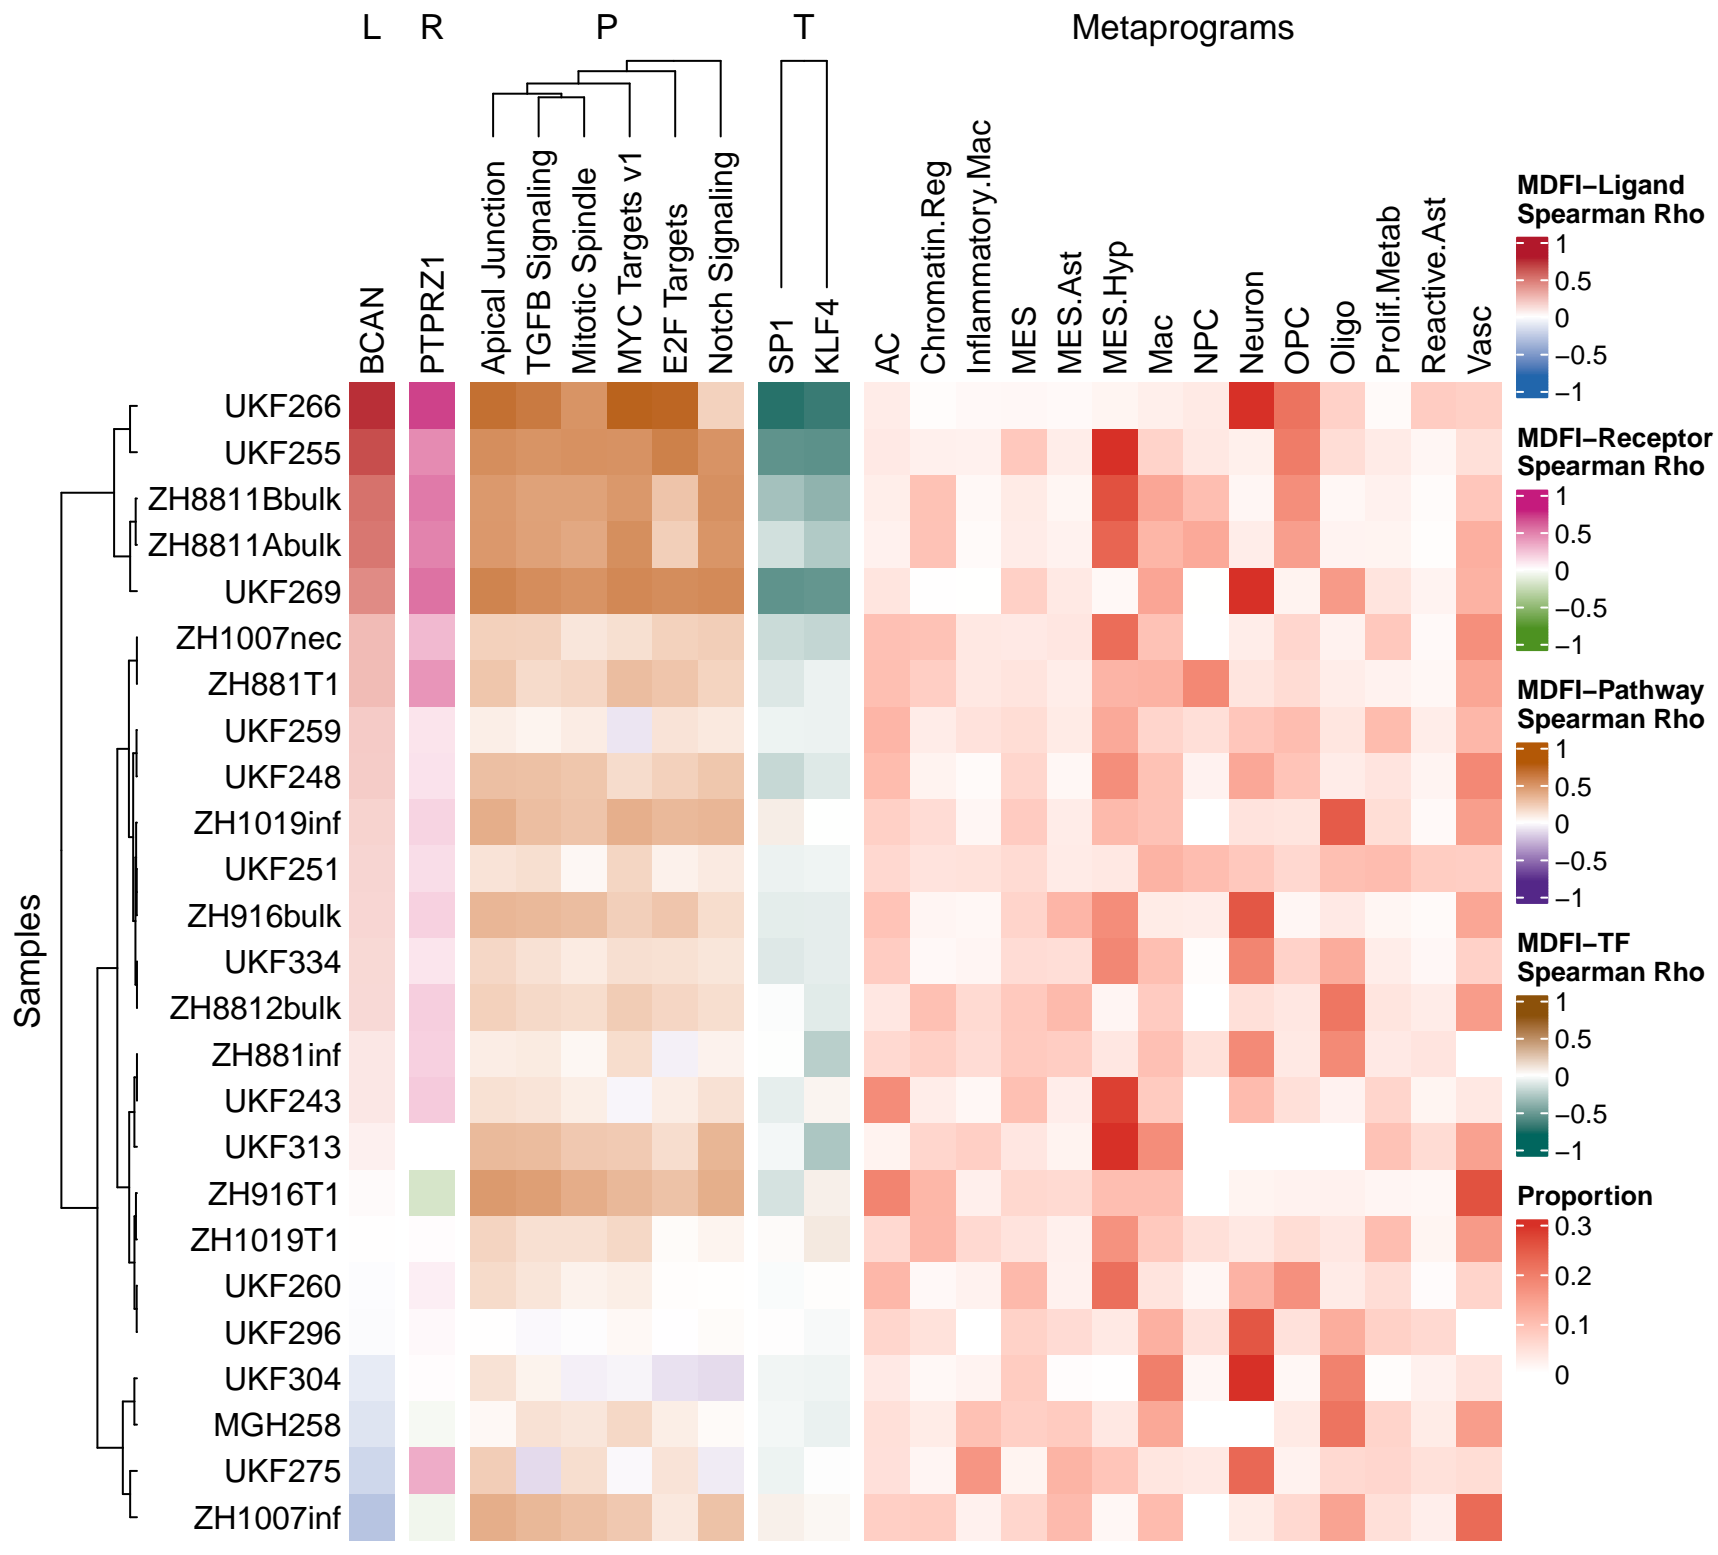 L R P T Metaprograms
BCAN
PTPRZ1
Apical Junction
TGFB Signaling
Mitotic Spindle
MYC Targets v1
E2F Targets
Notch Signaling
SP1
KLF4
AC
Chromatin.Reg
Inflammatory.Mac
MES
MES.Ast
MES.Hyp
Mac
NPC
Neuron
OPC
Oligo
Prolif.Metab
Reactive.Ast
Vasc
Samples
UKF266
UKF255
ZH8811Bbulk
ZH8811Abulk
UKF269
ZH1007nec
ZH881T1
UKF259
UKF248
ZH1019inf
UKF251
ZH916bulk
UKF334
ZH8812bulk
ZH881inf
UKF243
UKF313
ZH916T1
ZH1019T1
UKF260
UKF296
UKF304
MGH258
UKF275
ZH1007inf
MDFI−Ligand
Spearman Rho
1
0.5
0
−0.5
−1
MDFI−Receptor
Spearman Rho
1
0.5
0
−0.5
−1
MDFI−Pathway
Spearman Rho
1
0.5
0
−0.5
−1
MDFI−TF
Spearman Rho
1
0.5
0
−0.5
−1
Proportion
0.3
0.2
0.1
0